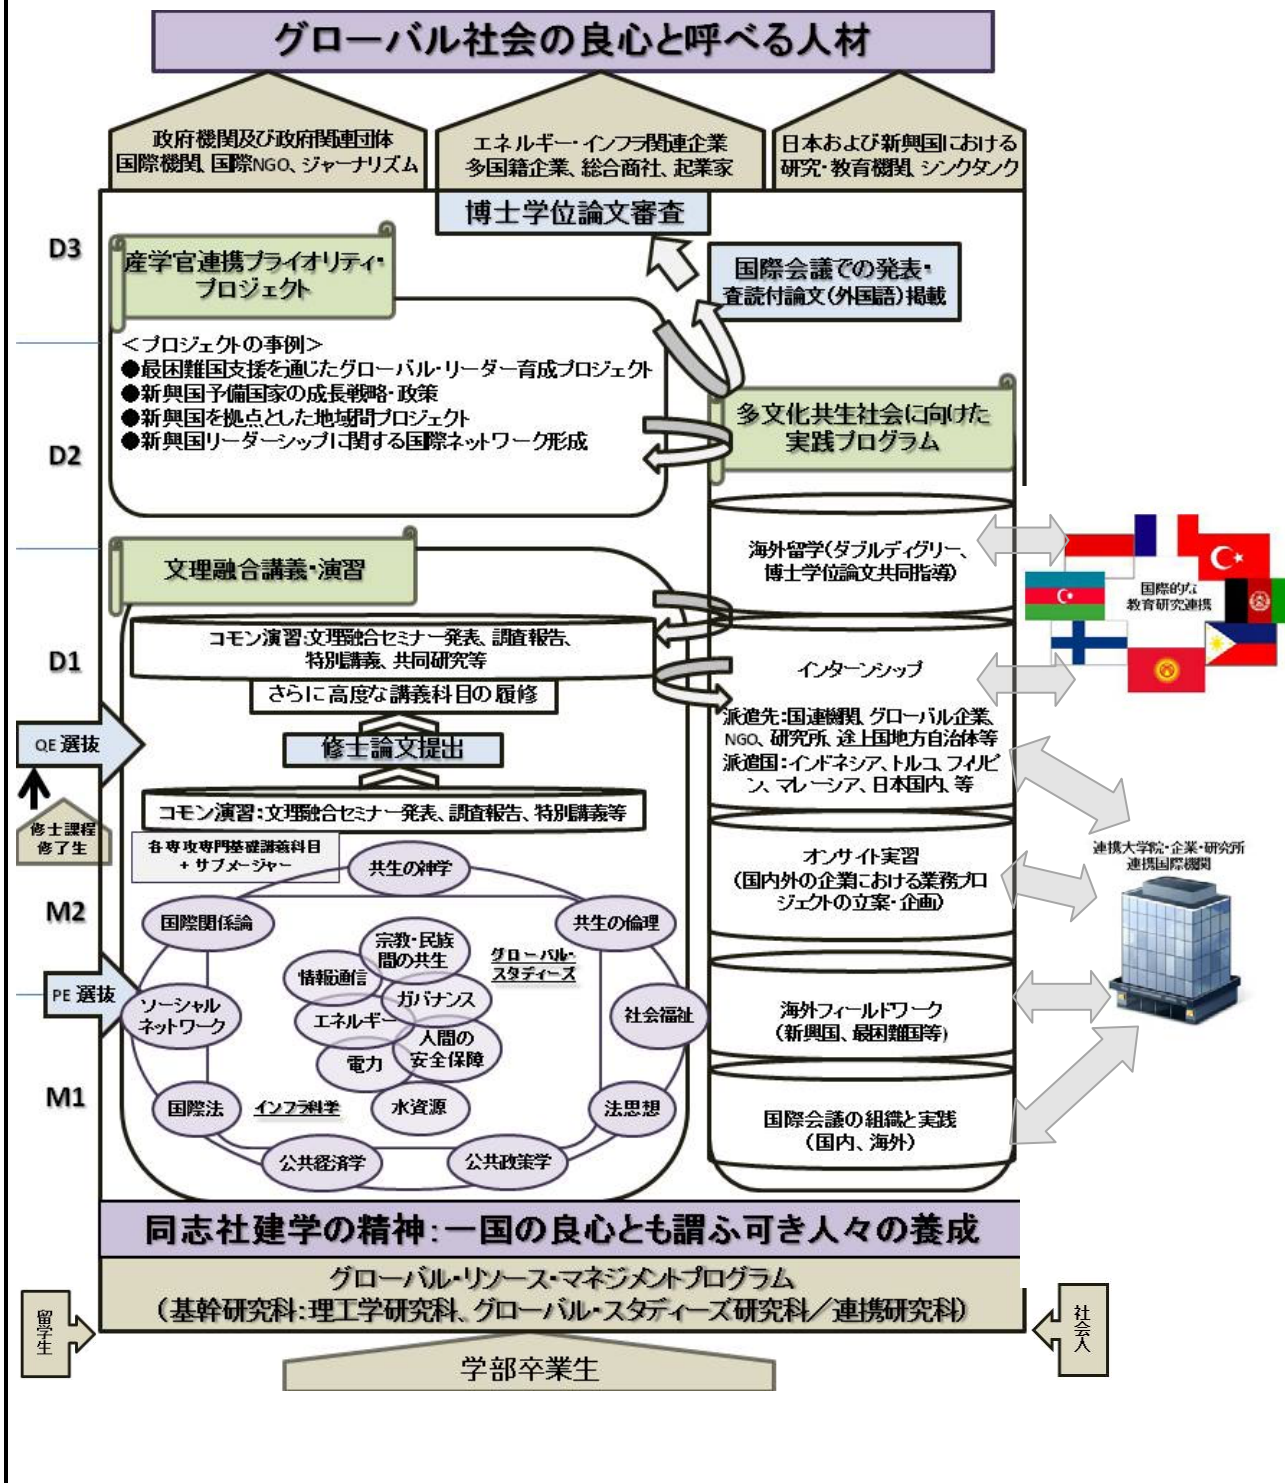 グローバル社会の良心と呼べる人材
政府機関及び政府関連団体
国際機関、国際NGO、ジャーナリズム
エネルギー・インフラ関連企業
多国籍企業、総合商社、起業家
日本および新興国における
研究・教育機関、シンクタンク
博士学位論文審査
D3
産学官連携プライオリティ・
プロジェクト
国際会議での発表・
査読付論文(外国語)掲載
<プロジェクトの事例>
●最困難国支援を通じたグローバル・リーダー育成プロジェクト
●新興国予備国家の成長戦略・政策
●新興国を拠点とした地域間プロジェクト
●新興国リーダーシップに関する国際ネットワーク形成
D2
多文化共生社会に向けた
実践プログラム
海外留学(ダブルディグリー、
博士学位論文共同指導)
国際的な
教育研究連携
文理融合講義・演習
コモン演習:文理融合セミナー発表、調査報告、
特別講義、共同研究等
D1
さらに高度な講義科目の履修
インターンシップ
派遣先:国連機関、グローバル企業、
NGO、研究所、途上国地方自治体等
派遣国:インドネシア、トルコ、フィリピ
ン、マレーシア、日本国内、等
QE 選抜
修士論文提出
修士課程
修了生
コモン演習:文理融合セミナー発表、調査報告、特別講義等
各専攻専門基礎講義科目
+ サブメージャー
オンサイト実習
(国内外の企業における業務プロ
ジェクトの立案・企画)
連携大学院・企業・研究所
連携国際機関
M2
共生の神学
国際関係論
共生の倫理
宗教・民族
間の共生
グローバル・
スタディーズ
情報通信
ガバナンス
PE 選抜
ソーシャル
ネットワーク
エネルギー
社会福祉
人間の
安全保障
電力
海外フィールドワーク
(新興国、最困難国等)
M1
国際法
インフラ科学
水資源
法思想
公共経済学
公共政策学
国際会議の組織と実践
(国内、海外)
同志社建学の精神:一国の良心とも謂ふ可き人々の養成
グローバル・リソース・マネジメントプログラム
(基幹研究科:理工学研究科、グローバル・スタディーズ研究科/連携研究科)
留学生
社会人
学部卒業生